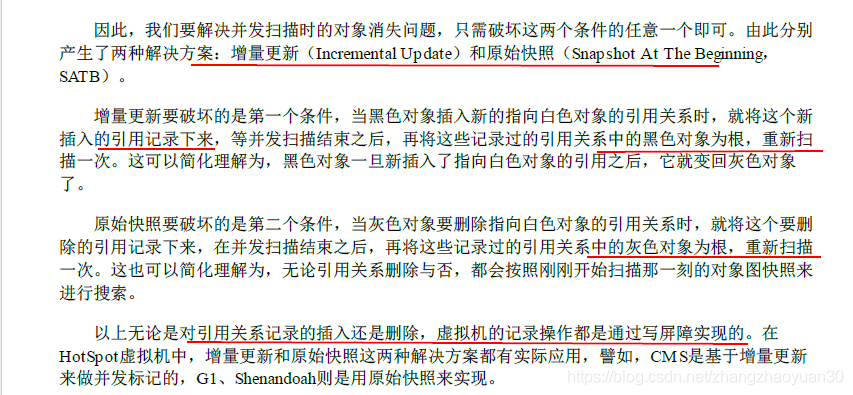 因此，我们要解决并发扫描时的对象消失问题，只需破坏这两个条件的任意一个即可。由此分别
产生了两种解决方案：增量更新（Incremental Update）和原始快照（Snapshot At The Beginning，
SATB）。
增量更新要破坏的是第一个条件，当黑色对象插入新的指向白色对象的引用关系时，就将这个新
插入的引用记录下来，等并发扫描结束之后，再将这些记录过的引用关系中的黑色对象为根，重新扫
描一次。这可以简化理解为，黑色对象一旦新插入了指向白色对象的引用之后，它就变回灰色对象
了。
原始快照要破坏的是第二个条件，当灰色对象要删除指向白色对象的引用关系时，就将这个要删
除的引用记录下来，在并发扫描结束之后，再将这些记录过的引用关系中的灰色对象为根，重新扫描
一次。这也可以简化理解为，无论引用关系删除与否，都会按照刚刚开始扫描那一刻的对象图快照来
进行搜索。
以上无论是对引用关系记录的插入还是删除，虚拟机的记录操作都是通过写屏障实现的。在
HotSpot虚拟机中，增量更新和原始快照这两种解决方案都有实际应用，譬如，CMS是基于增量更新
来做并发标记的，G1、Shenandoah则是用原始快照来实现。
https://blog.csdn.net/zhangzhaoyuan30